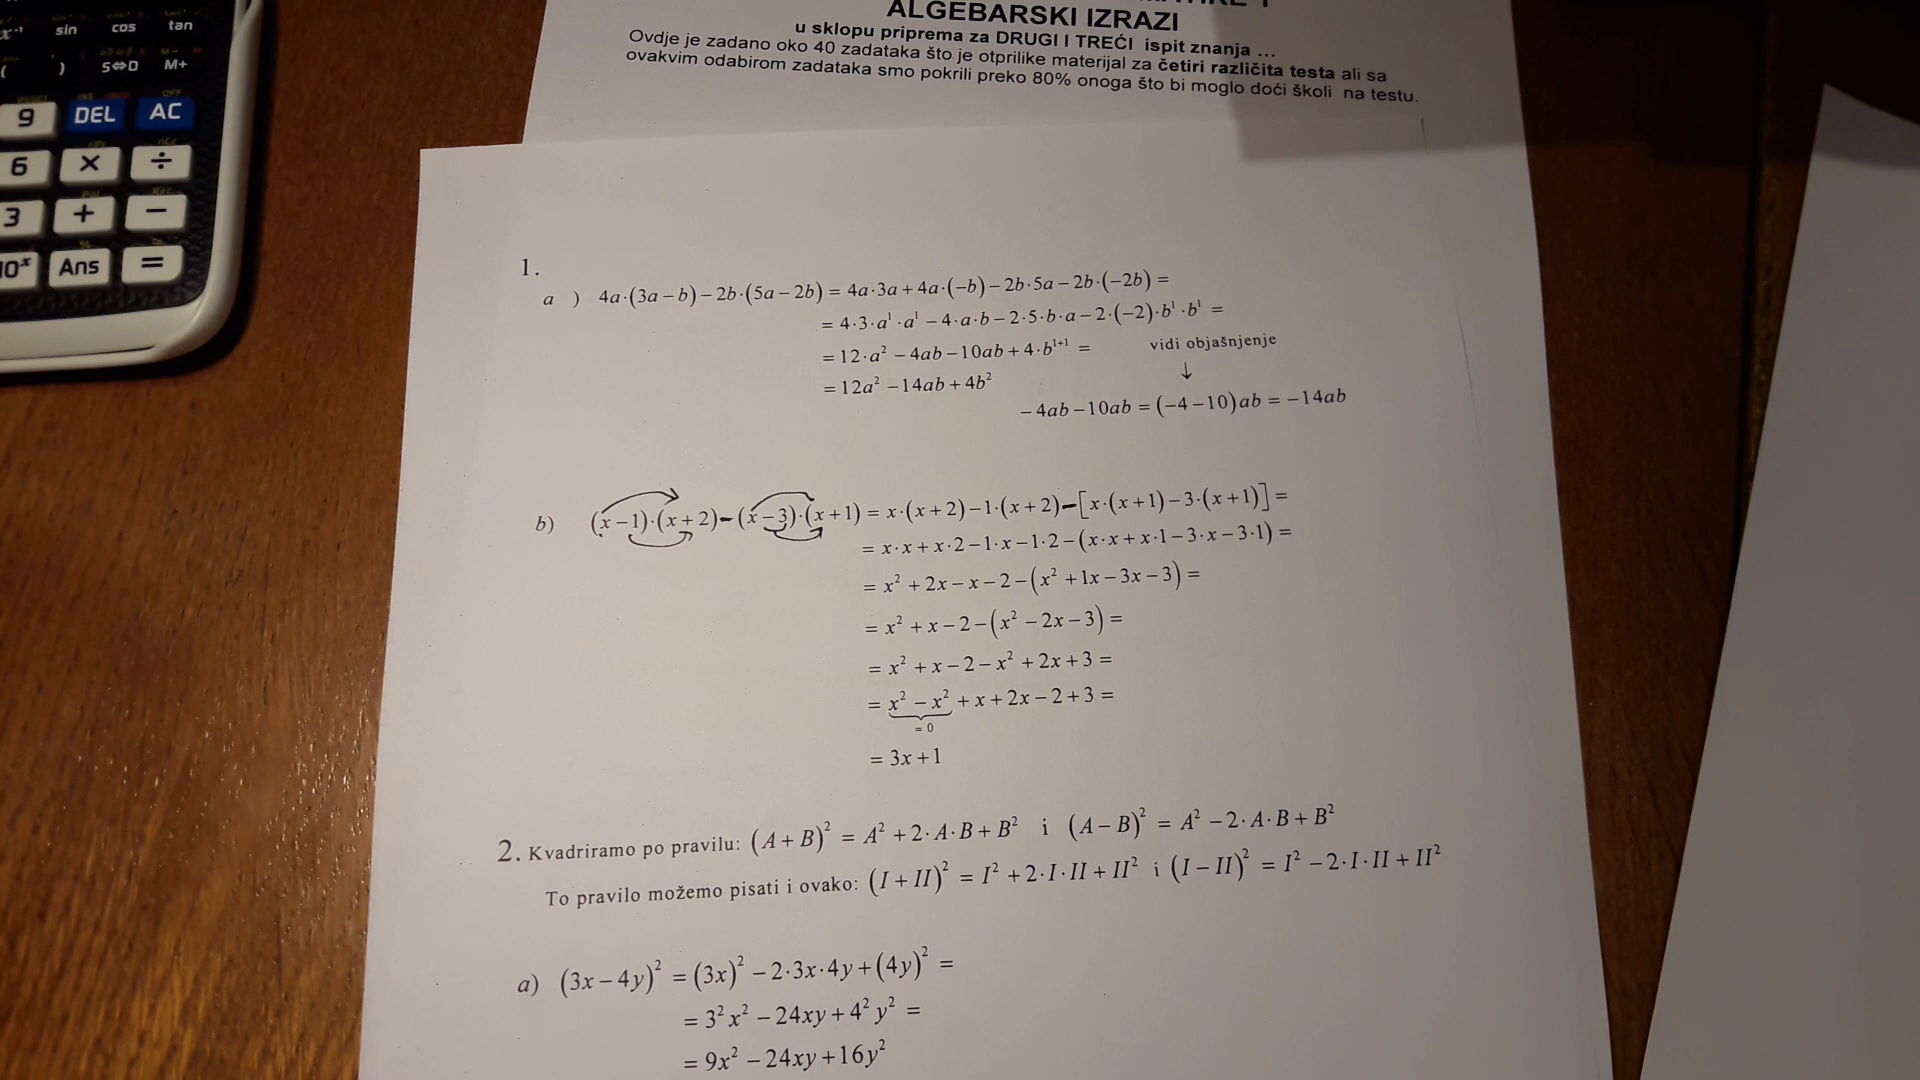 x⁻¹ sin cos tan
( ) S⇔D M+
9 DEL AC
6 × ÷
3 + −
Ans =
ALGEBARSKI IZRAZI
u sklopu priprema za DRUGI I TREĆI ispit znanja ...
Ovdje je zadano oko 40 zadataka što je otprilike materijal za četiri različita testa ali sa
ovakvim odabirom zadataka smo pokrili preko 80% onoga što bi moglo doći školi na testu.
1.
a ) 4a·(3a−b)−2b·(5a−2b) = 4a·3a+4a·(−b)−2b·5a−2b·(−2b) =
= 4·3·a¹·a¹−4·a·b−2·5·b·a−2·(−2)·b¹·b¹ =
= 12·a²−4ab−10ab+4·b¹⁺¹ = vidi objašnjenje
↓
= 12a²−14ab+4b²
−4ab−10ab = (−4−10)ab = −14ab
b) (x−1)·(x+2)−(x−3)·(x+1) = x·(x+2)−1·(x+2)−[x·(x+1)−3·(x+1)] =
= x·x+x·2−1·x−1·2−(x·x+x·1−3·x−3·1) =
= x²+2x−x−2−(x²+1x−3x−3) =
= x²+x−2−(x²−2x−3) =
= x²+x−2−x²+2x+3 =
= x²−x²+x+2x−2+3 =
= 0
= 3x+1
2. Kvadriramo po pravilu: (A+B)² = A²+2·A·B+B² i (A−B)² = A²−2·A·B+B²
To pravilo možemo pisati i ovako: (I+II)² = I²+2·I·II+II² i (I−II)² = I²−2·I·II+II²
a) (3x−4y)² = (3x)²−2·3x·4y+(4y)² =
= 3²x²−24xy+4²y² =
= 9x²−24xy+16y²